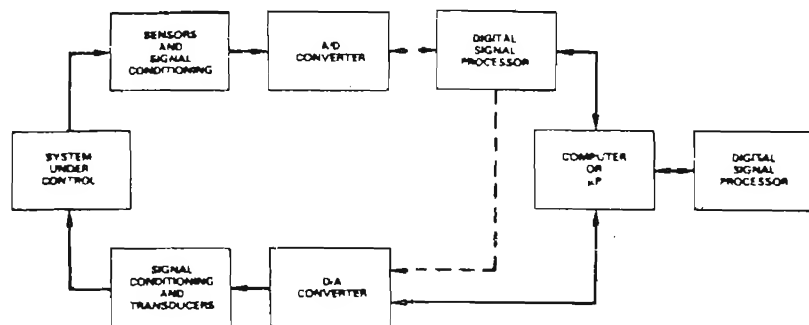 SENSORS
AND
SIGNAL
CONDITIONING
A/D
CONVERTER
DIGITAL
SIGNAL
PROCESSOR
SYSTEM
UNDER
CONTROL
COMPUTER
OR
μP
DIGITAL
SIGNAL
PROCESSOR
SIGNAL
CONDITIONING
AND
TRANSDUCERS
D/A
CONVERTER